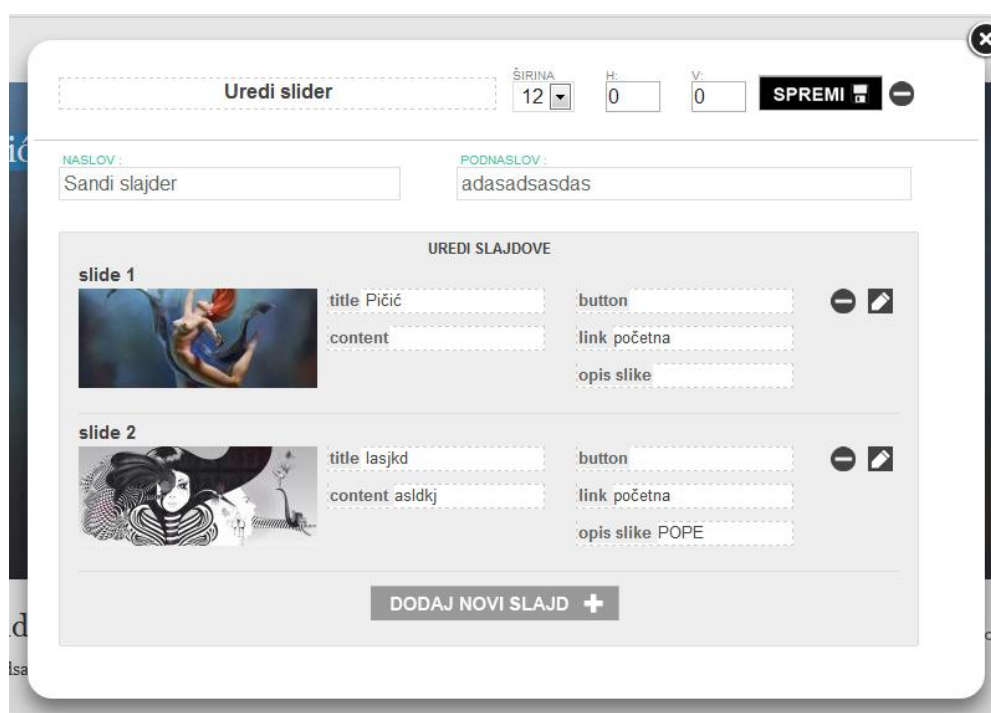 Uredi slider
ŠIRINA
12
H:
0
V:
0
SPREMI
NASLOV :
Sandi slajder
PODNASLOV :
adasadsasdas
UREDI SLAJDOVE
slide 1
title Pičić
button
content
link početna
opis slike
slide 2
title lasjkd
button
content asldkj
link početna
opis slike POPE
DODAJ NOVI SLAJD